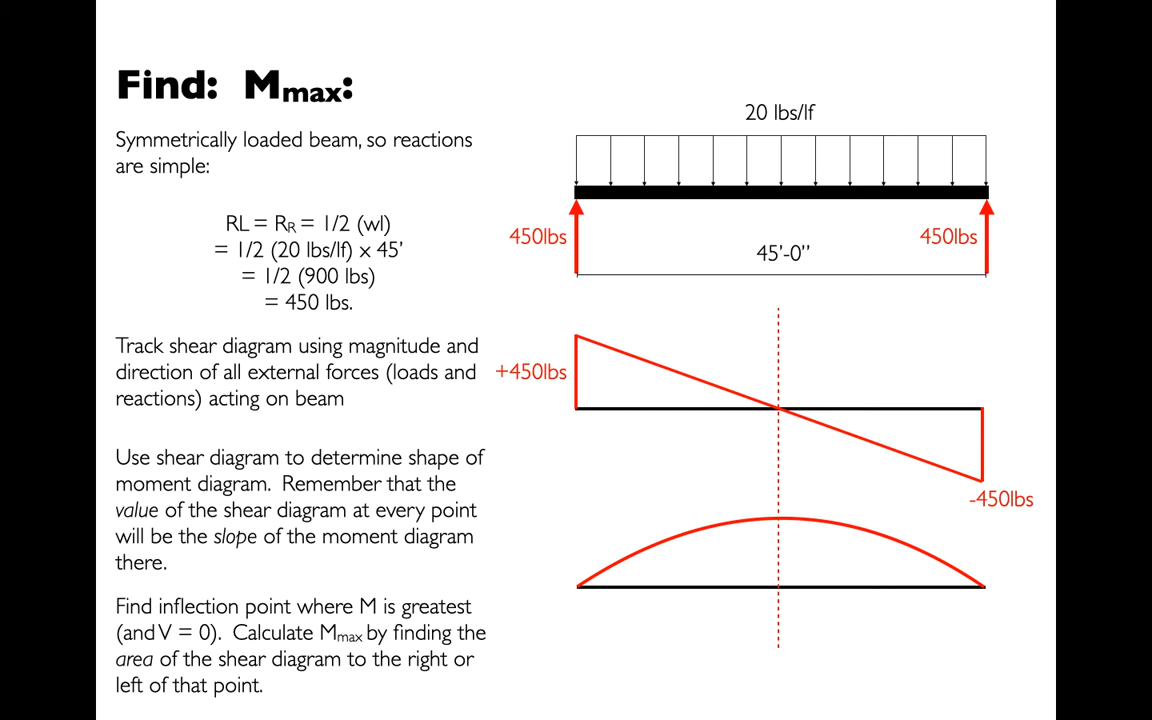 Find: Mmax:
Symmetrically loaded beam, so reactions
are simple:
RL = RR = 1/2 (wl)
= 1/2 (20 lbs/lf) x 45'
= 1/2 (900 lbs)
= 450 lbs.
Track shear diagram using magnitude and
direction of all external forces (loads and
reactions) acting on beam
Use shear diagram to determine shape of
moment diagram. Remember that the
value of the shear diagram at every point
will be the slope of the moment diagram
there.
Find inflection point where M is greatest
(and V = 0). Calculate Mmax by finding the
area of the shear diagram to the right or
left of that point.
20 lbs/lf
450lbs
450lbs
45'-0"
+450lbs
-450lbs